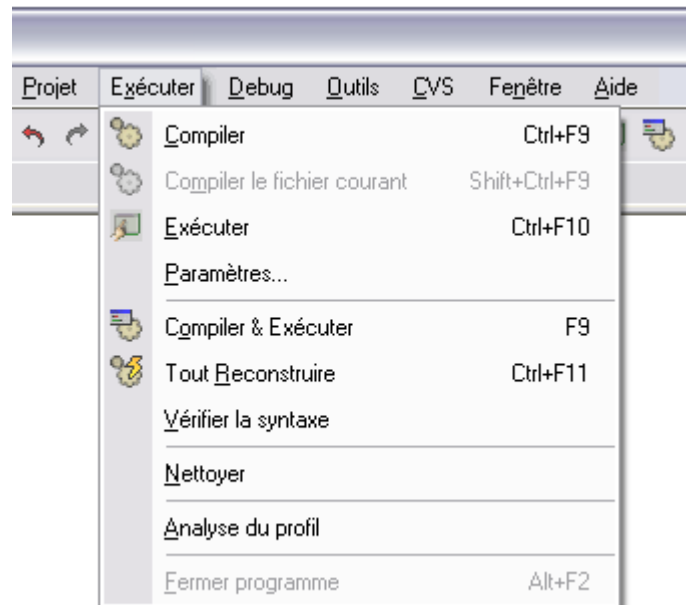 Projet Exécuter Debug Outils CVS Fenêtre Aide
Compiler Ctrl+F9
Compiler le fichier courant Shift+Ctrl+F9
Exécuter Ctrl+F10
Paramètres...
Compiler & Exécuter F9
Tout Reconstruire Ctrl+F11
Vérifier la syntaxe
Nettoyer
Analyse du profil
Fermer programme Alt+F2